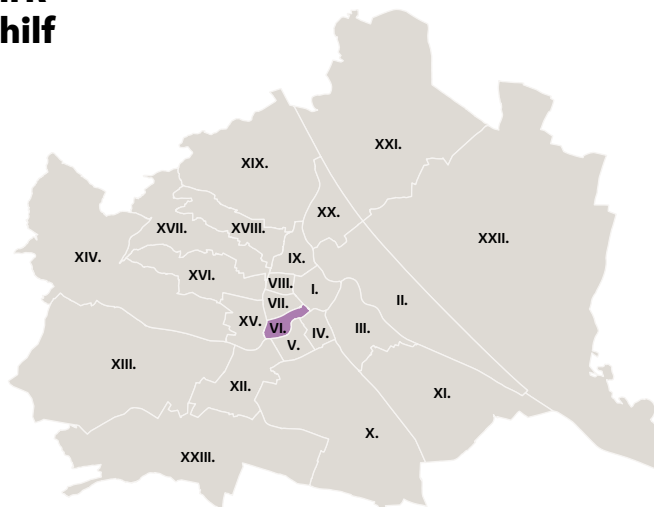 hilf
XXI.
XIX.
XX.
XVII.
XVIII.
XXII.
XIV.
IX.
XVI.
VIII.
I.
VII.
II.
XV.
VI.
IV.
III.
V.
XIII.
XII.
XI.
X.
XXIII.